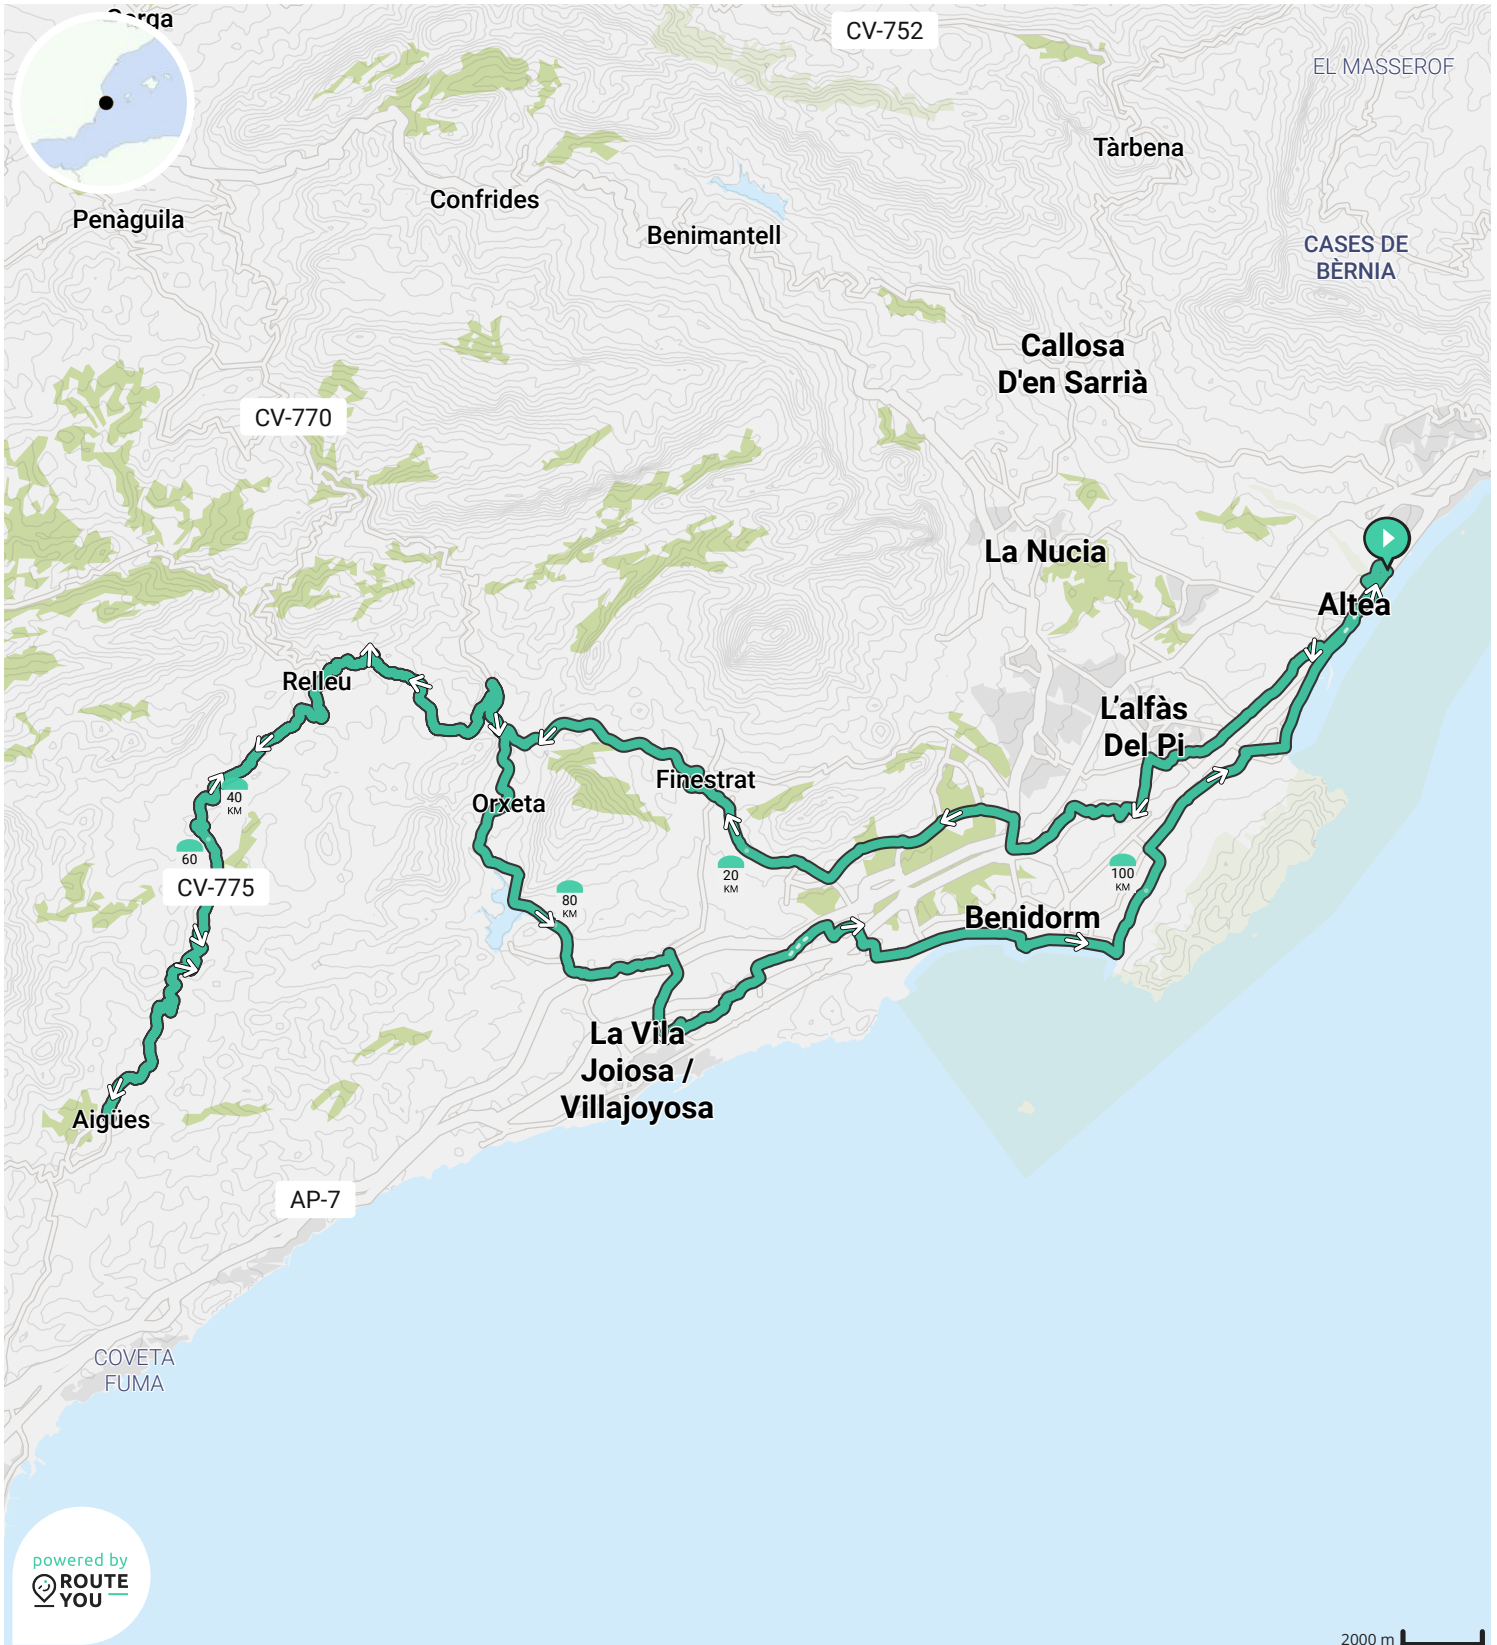 Gorga
CV-752
EL MASSEROF
Tàrbena
Confrides
Penàguila
Benimantell
CASES DE
BÈRNIA
Callosa
D'en Sarrià
CV-770
La Nucia
Altea
Relleu
L'alfàs
Del Pi
Finestrat
Orxeta
40
KM
60
20
KM
100
KM
CV-775
80
KM
Benidorm
La Vila
Joiosa /
Villajoyosa
Aigües
AP-7
COVETA
FUMA
powered by
ROUTE
YOU
2000 m